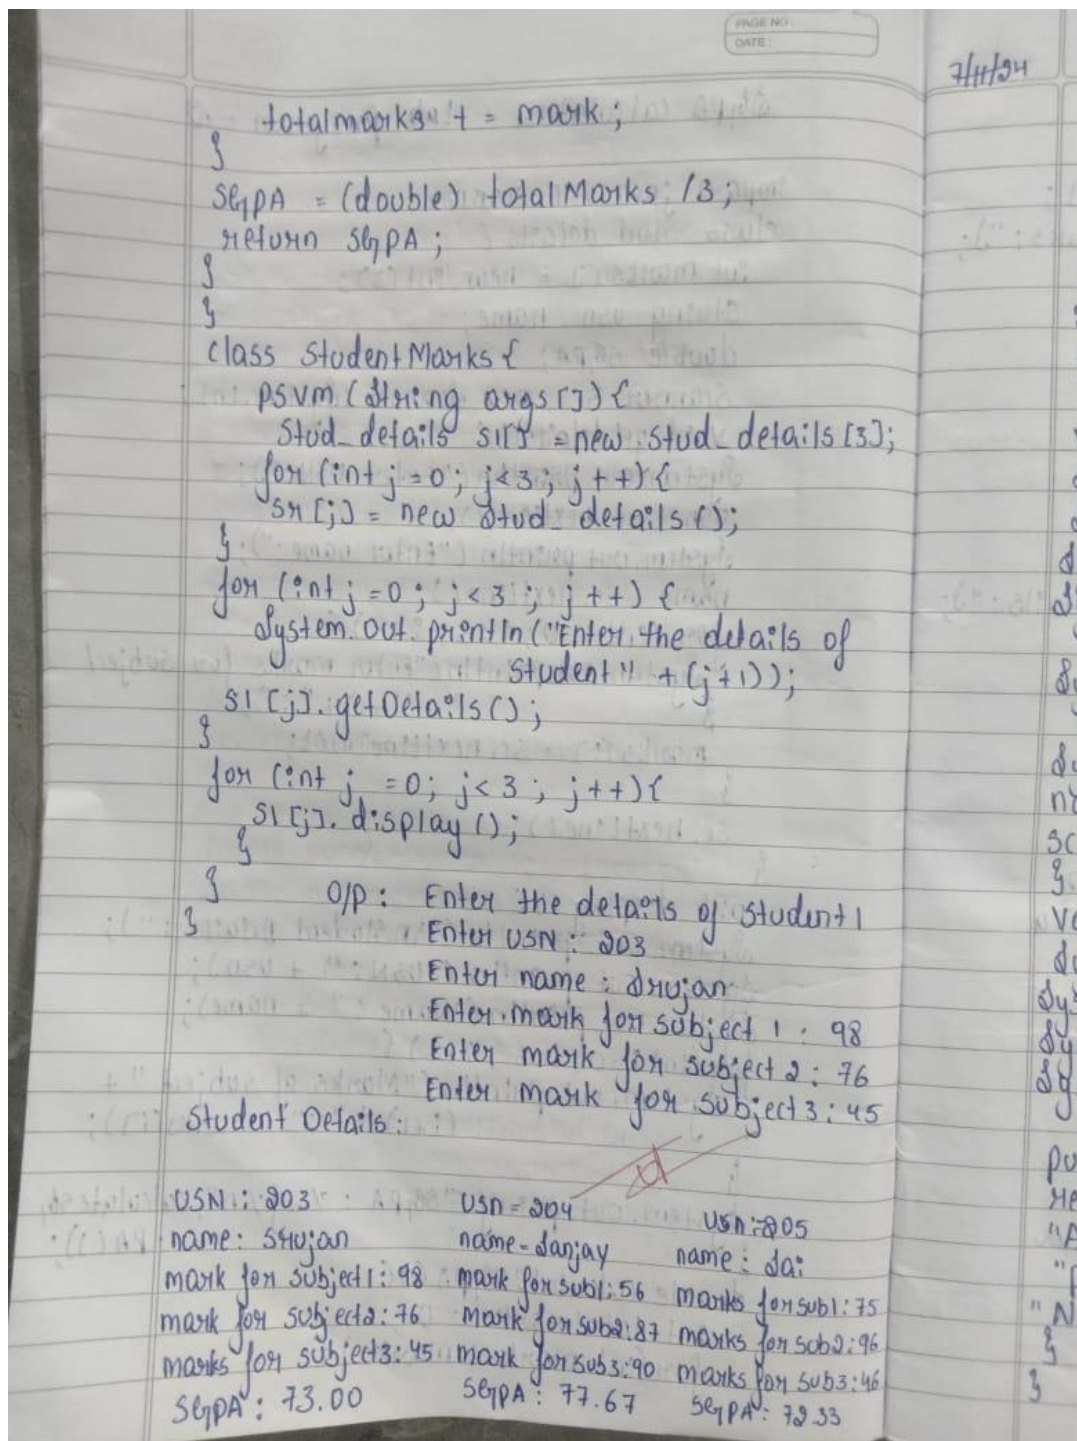 PAGE NO:
DATE:
7/11/24
totalmarks + = mark;
}
SGPA = (double) totalMarks /3;
return SGPA;
}
}
class StudentMarks {
psvm (String args[]) {
Stud_details s1[] = new Stud_details [3];
for (int j=0; j<3; j++) {
sr[j] = new Stud_details ();
}
for (int j=0; j<3; j++) {
System.out.println ("Enter the details of
student" + (j+1));
s1[j].getDetails();
}
for (int j =0; j<3; j++){
s1[j].display();
}
}
}
O/P: Enter the details of student 1
Enter USN: 203
Enter name: Srujan
Enter mark for subject 1: 98
Enter mark for subject 2: 76
Enter mark for subject 3: 45
Student Details:
USN: 203 usn = 204 usn: 205
name: Srujan name - Sanjay name: Sai
mark for subject1: 98 mark for sub1: 56 marks for sub1: 75
mark for subject2: 76 mark for sub2: 87 marks for sub2: 96
marks for subject3: 45 mark for sub3: 90 marks for sub3: 46
SGPA: 73.00 SGPA: 77.67 SGPA: 72.33